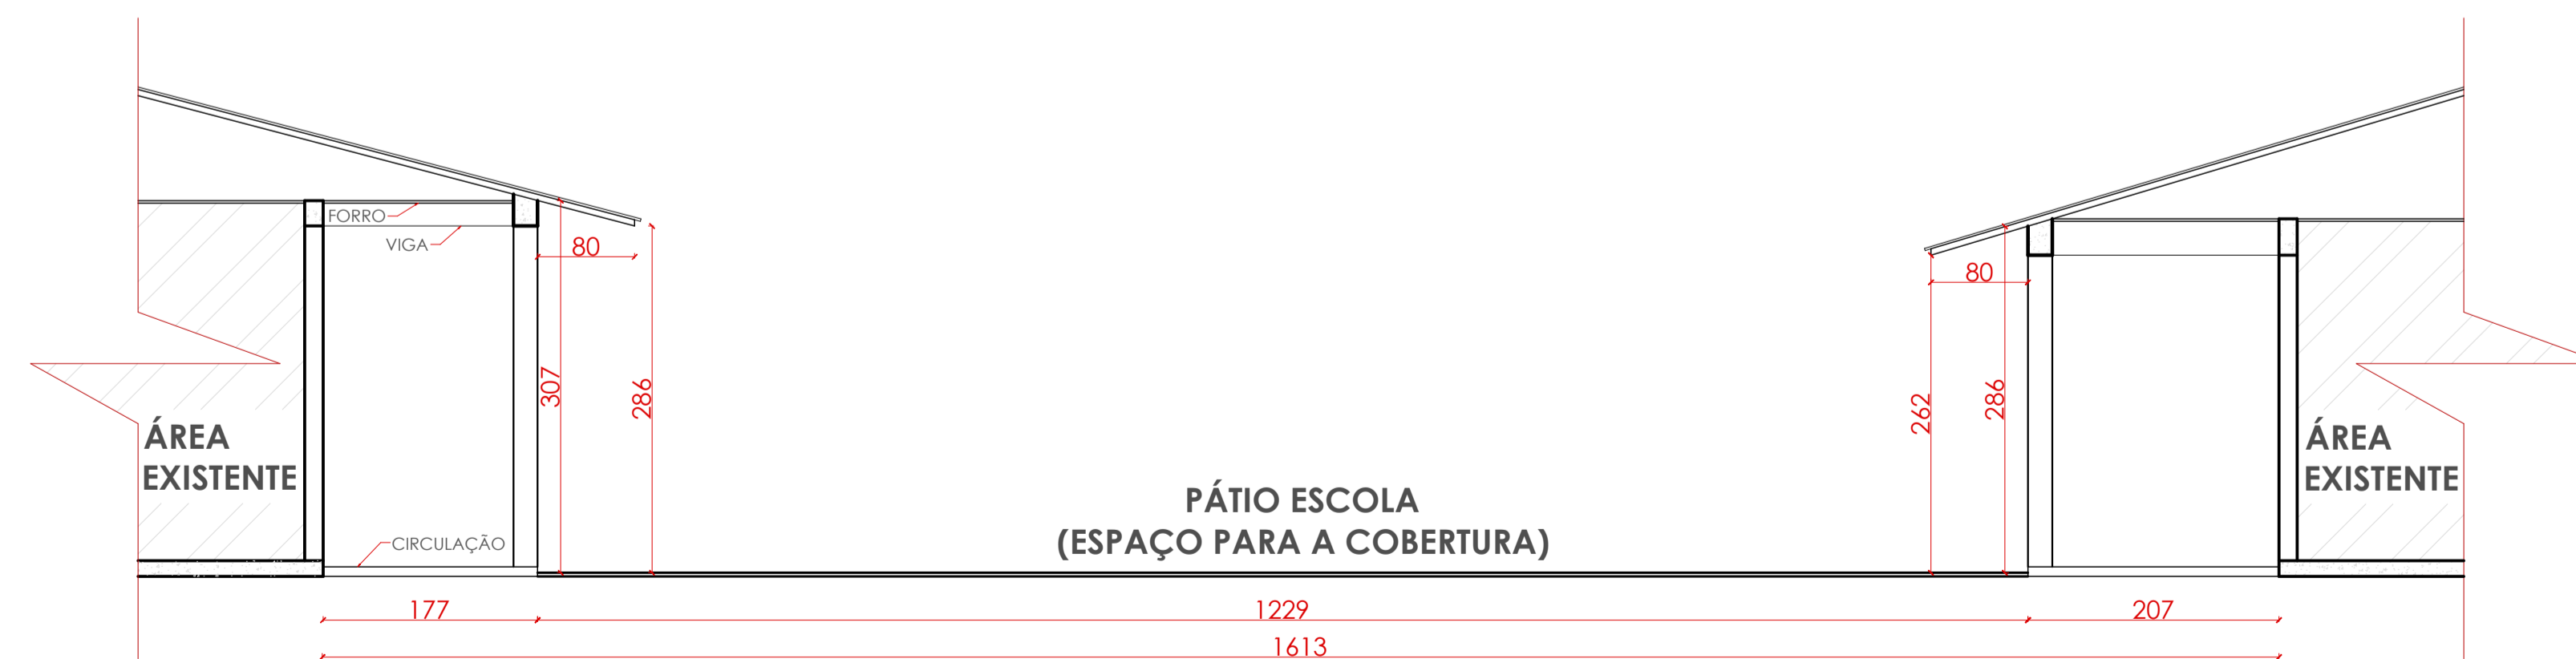 FORRO
VIGA
80
80
307
286
262
286
ÁREA
EXISTENTE
ÁREA
EXISTENTE
PÁTIO ESCOLA
(ESPAÇO PARA A COBERTURA)
CIRCULAÇÃO
177
1229
207
1613